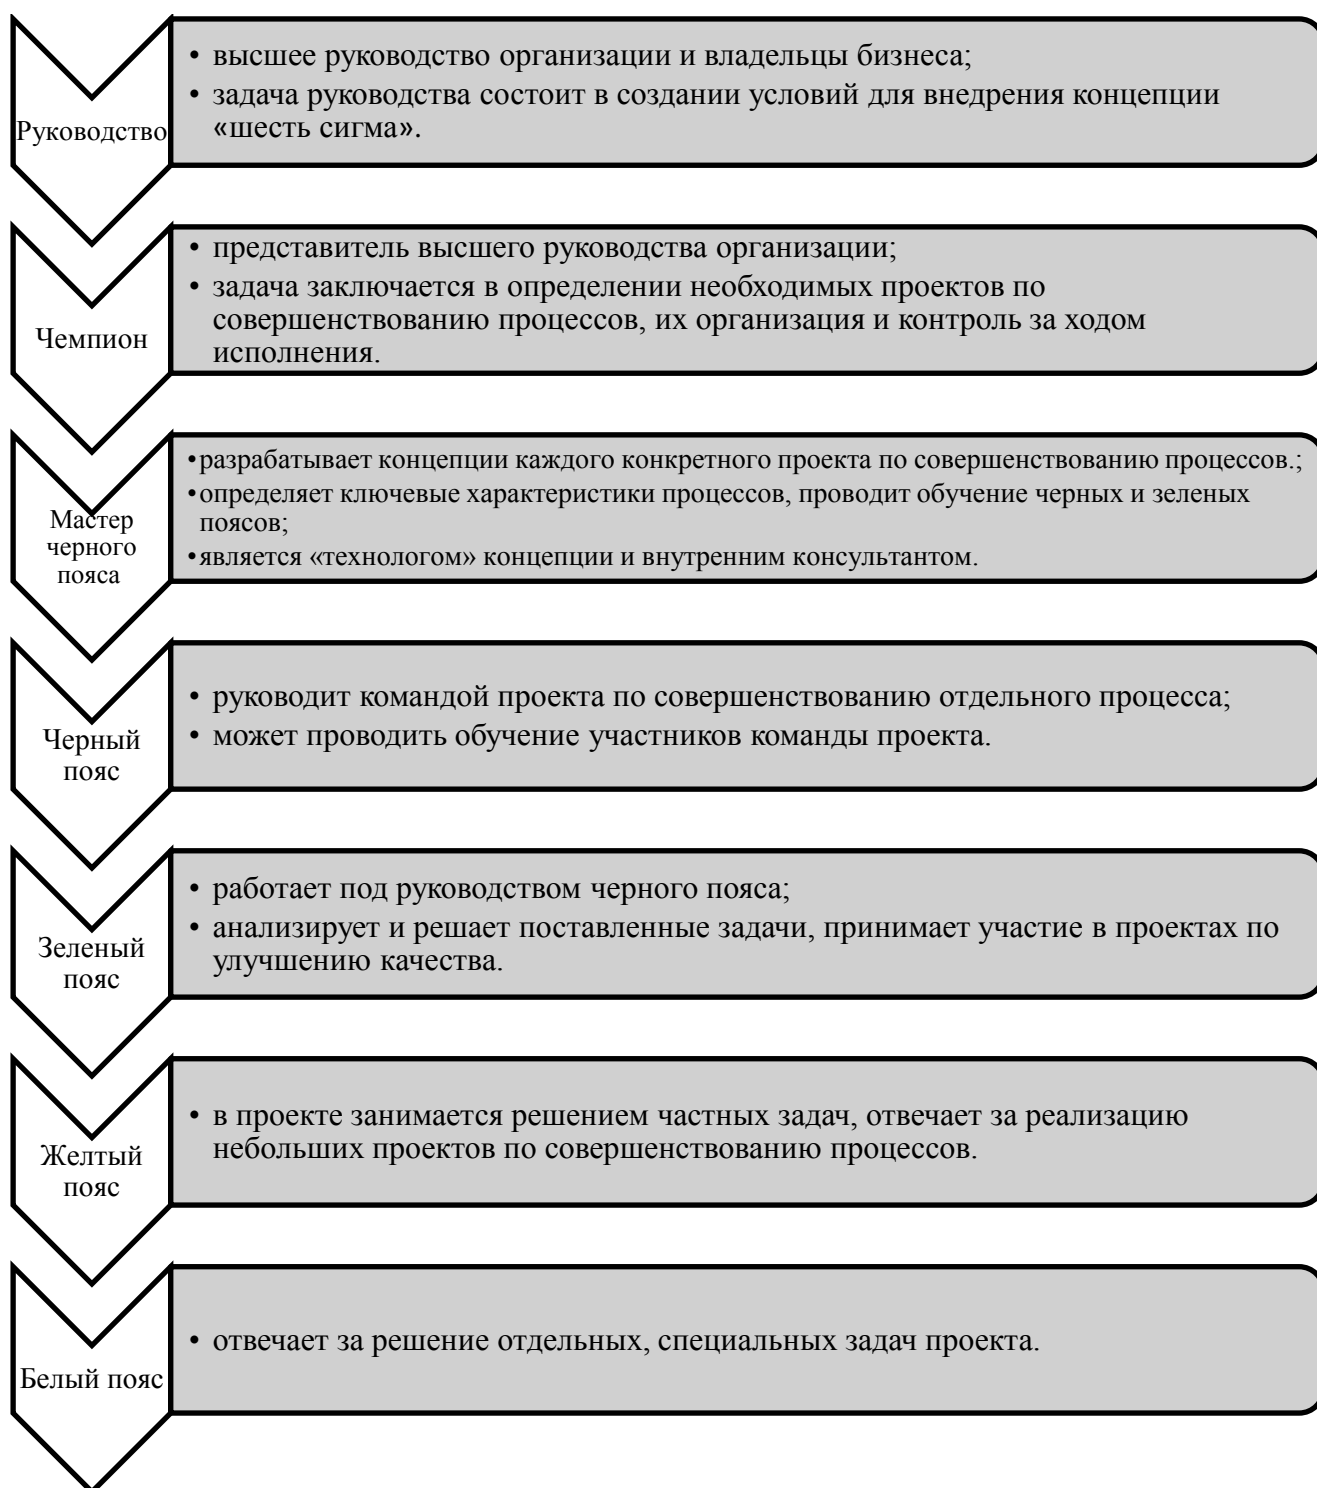 Руководство
• высшее руководство организации и владельцы бизнеса;
• задача руководства состоит в создании условий для внедрения концепции
«шесть сигма».
Чемпион
• представитель высшего руководства организации;
• задача заключается в определении необходимых проектов по
совершенствованию процессов, их организация и контроль за ходом
исполнения.
Мастер
черного
пояса
•разрабатывает концепции каждого конкретного проекта по совершенствованию процессов.;
•определяет ключевые характеристики процессов, проводит обучение черных и зеленых
поясов;
•является «технологом» концепции и внутренним консультантом.
Черный
пояс
• руководит командой проекта по совершенствованию отдельного процесса;
• может проводить обучение участников команды проекта.
Зеленый
пояс
• работает под руководством черного пояса;
• анализирует и решает поставленные задачи, принимает участие в проектах по
улучшению качества.
Желтый
пояс
• в проекте занимается решением частных задач, отвечает за реализацию
небольших проектов по совершенствованию процессов.
Белый пояс
• отвечает за решение отдельных, специальных задач проекта.